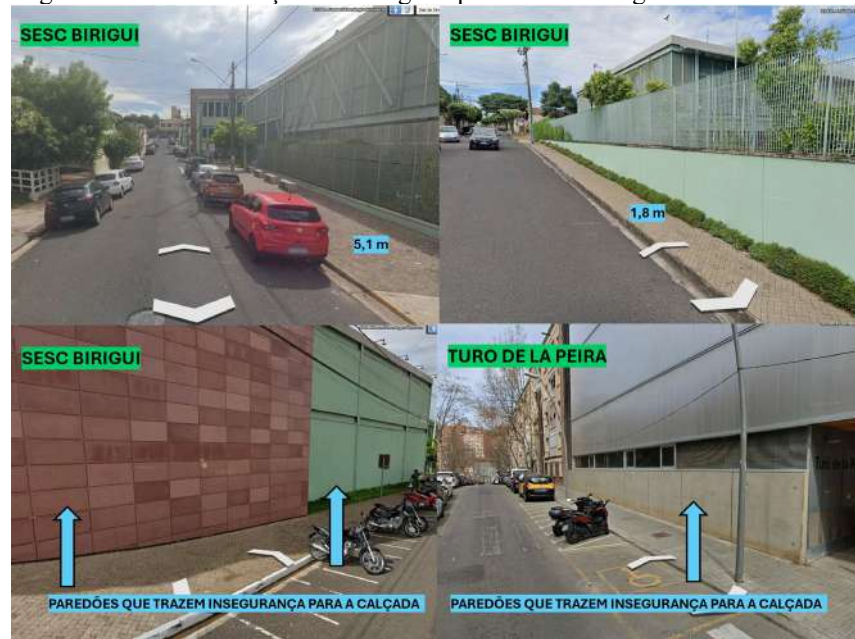 SESC BIRIGUI
SESC BIRIGUI
5,1 m
1,8 m
SESC BIRIGUI
TURO DE LA PEIRA
PAREDÕES QUE TRAZEM INSEGURANÇA PARA A CALÇADA
PAREDÕES QUE TRAZEM INSEGURANÇA PARA A CALÇADA